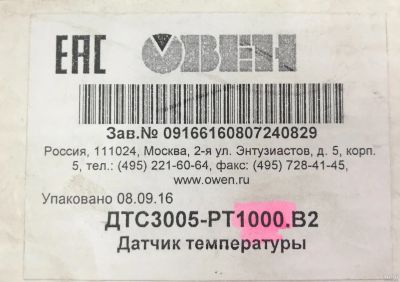 ЕАС ОВЕН
Зав.№ 09166160807240829
Россия, 111024, Москва, 2-я ул. Энтузиастов, д. 5, корп.
5, тел.: (495) 221-60-64, факс: (495) 728-41-45,
www.owen.ru
Упаковано 08.09.16
ДТС3005-РТ1000.В2
Датчик температуры